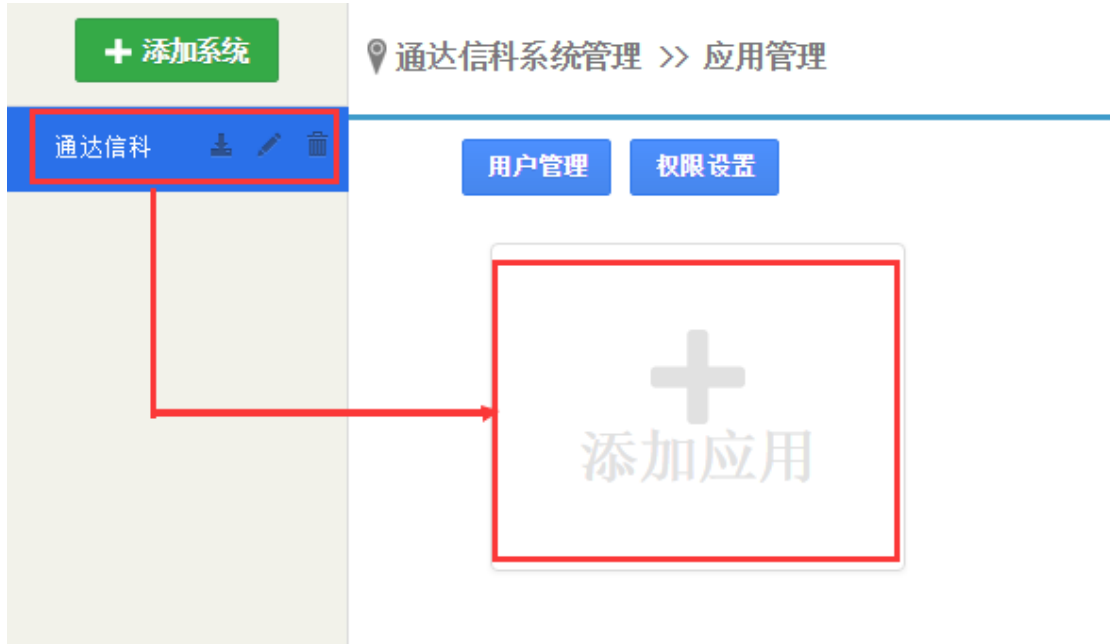 添加系统
通达信科系统管理 >> 应用管理
通达信科
用户管理
权限设置
添加应用